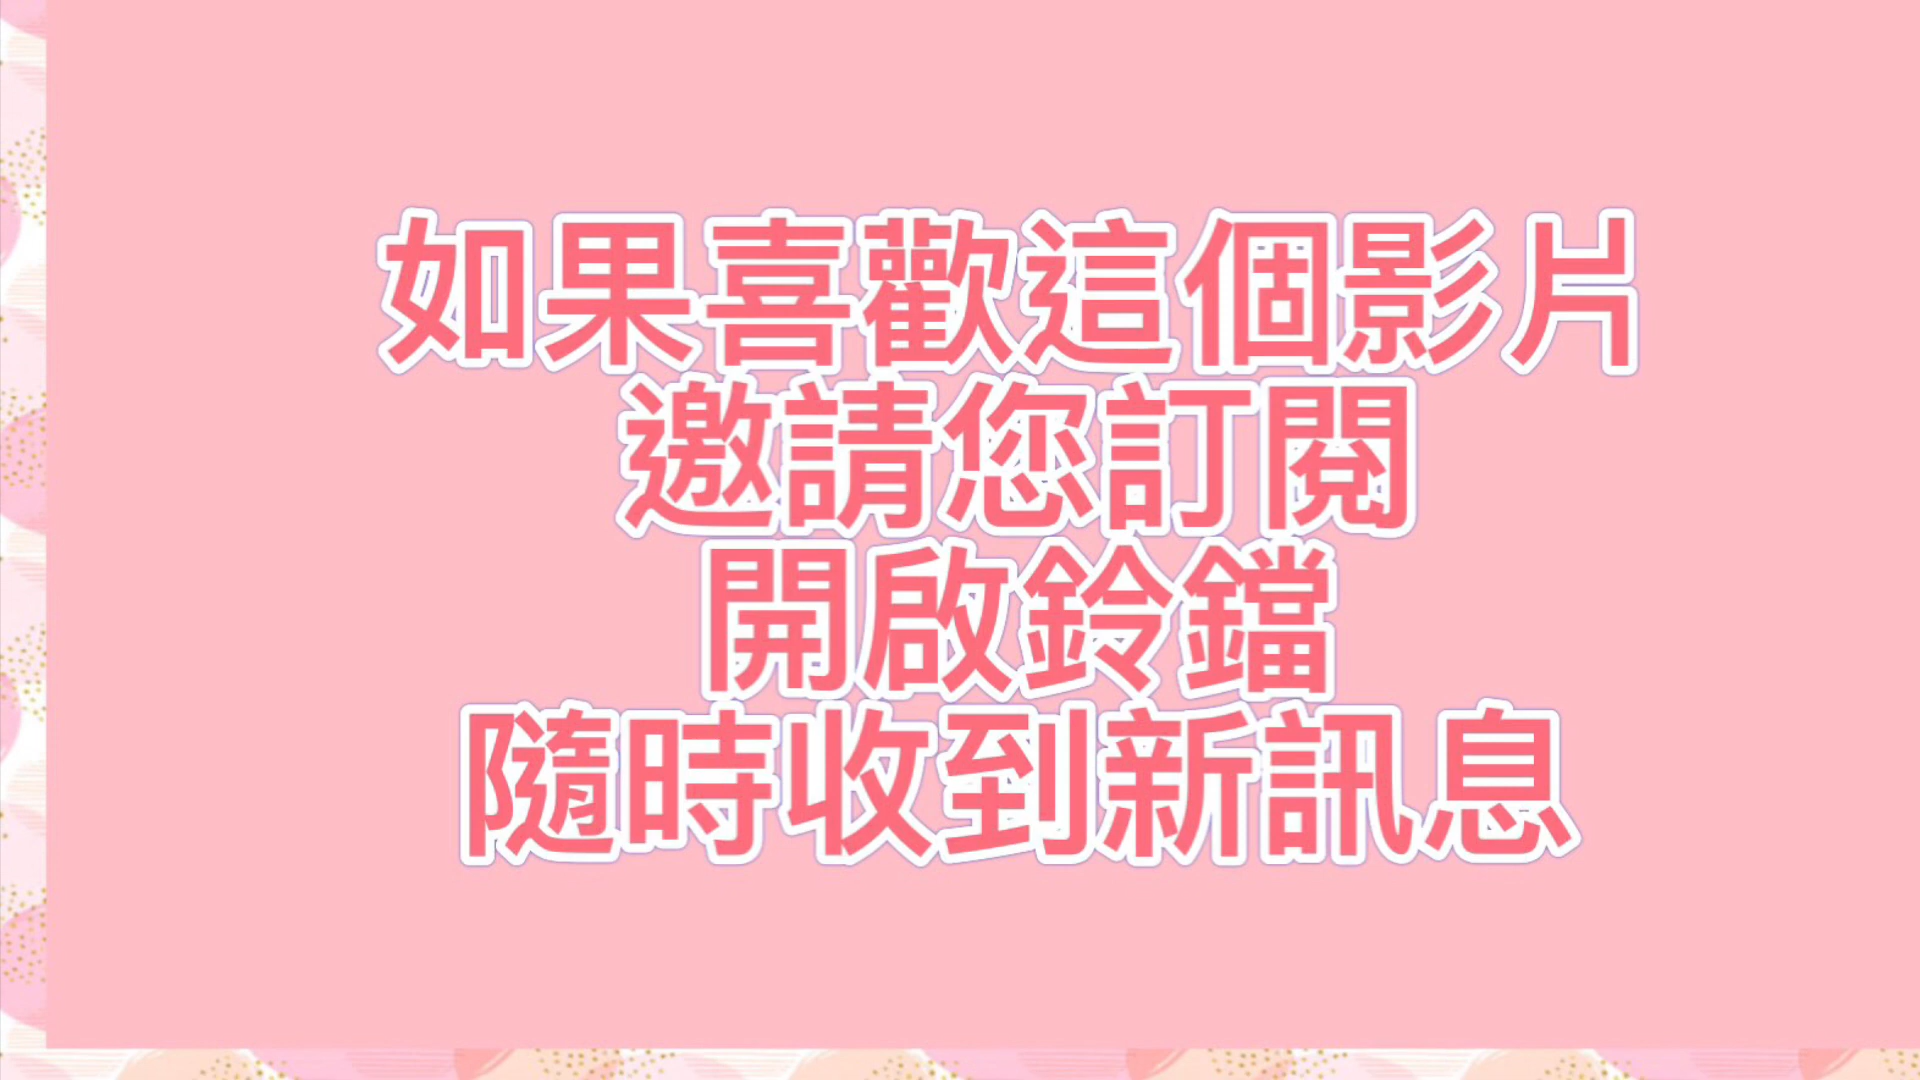 如果喜歡這個影片
邀請您訂閱
開啟鈴鐺
隨時收到新訊息